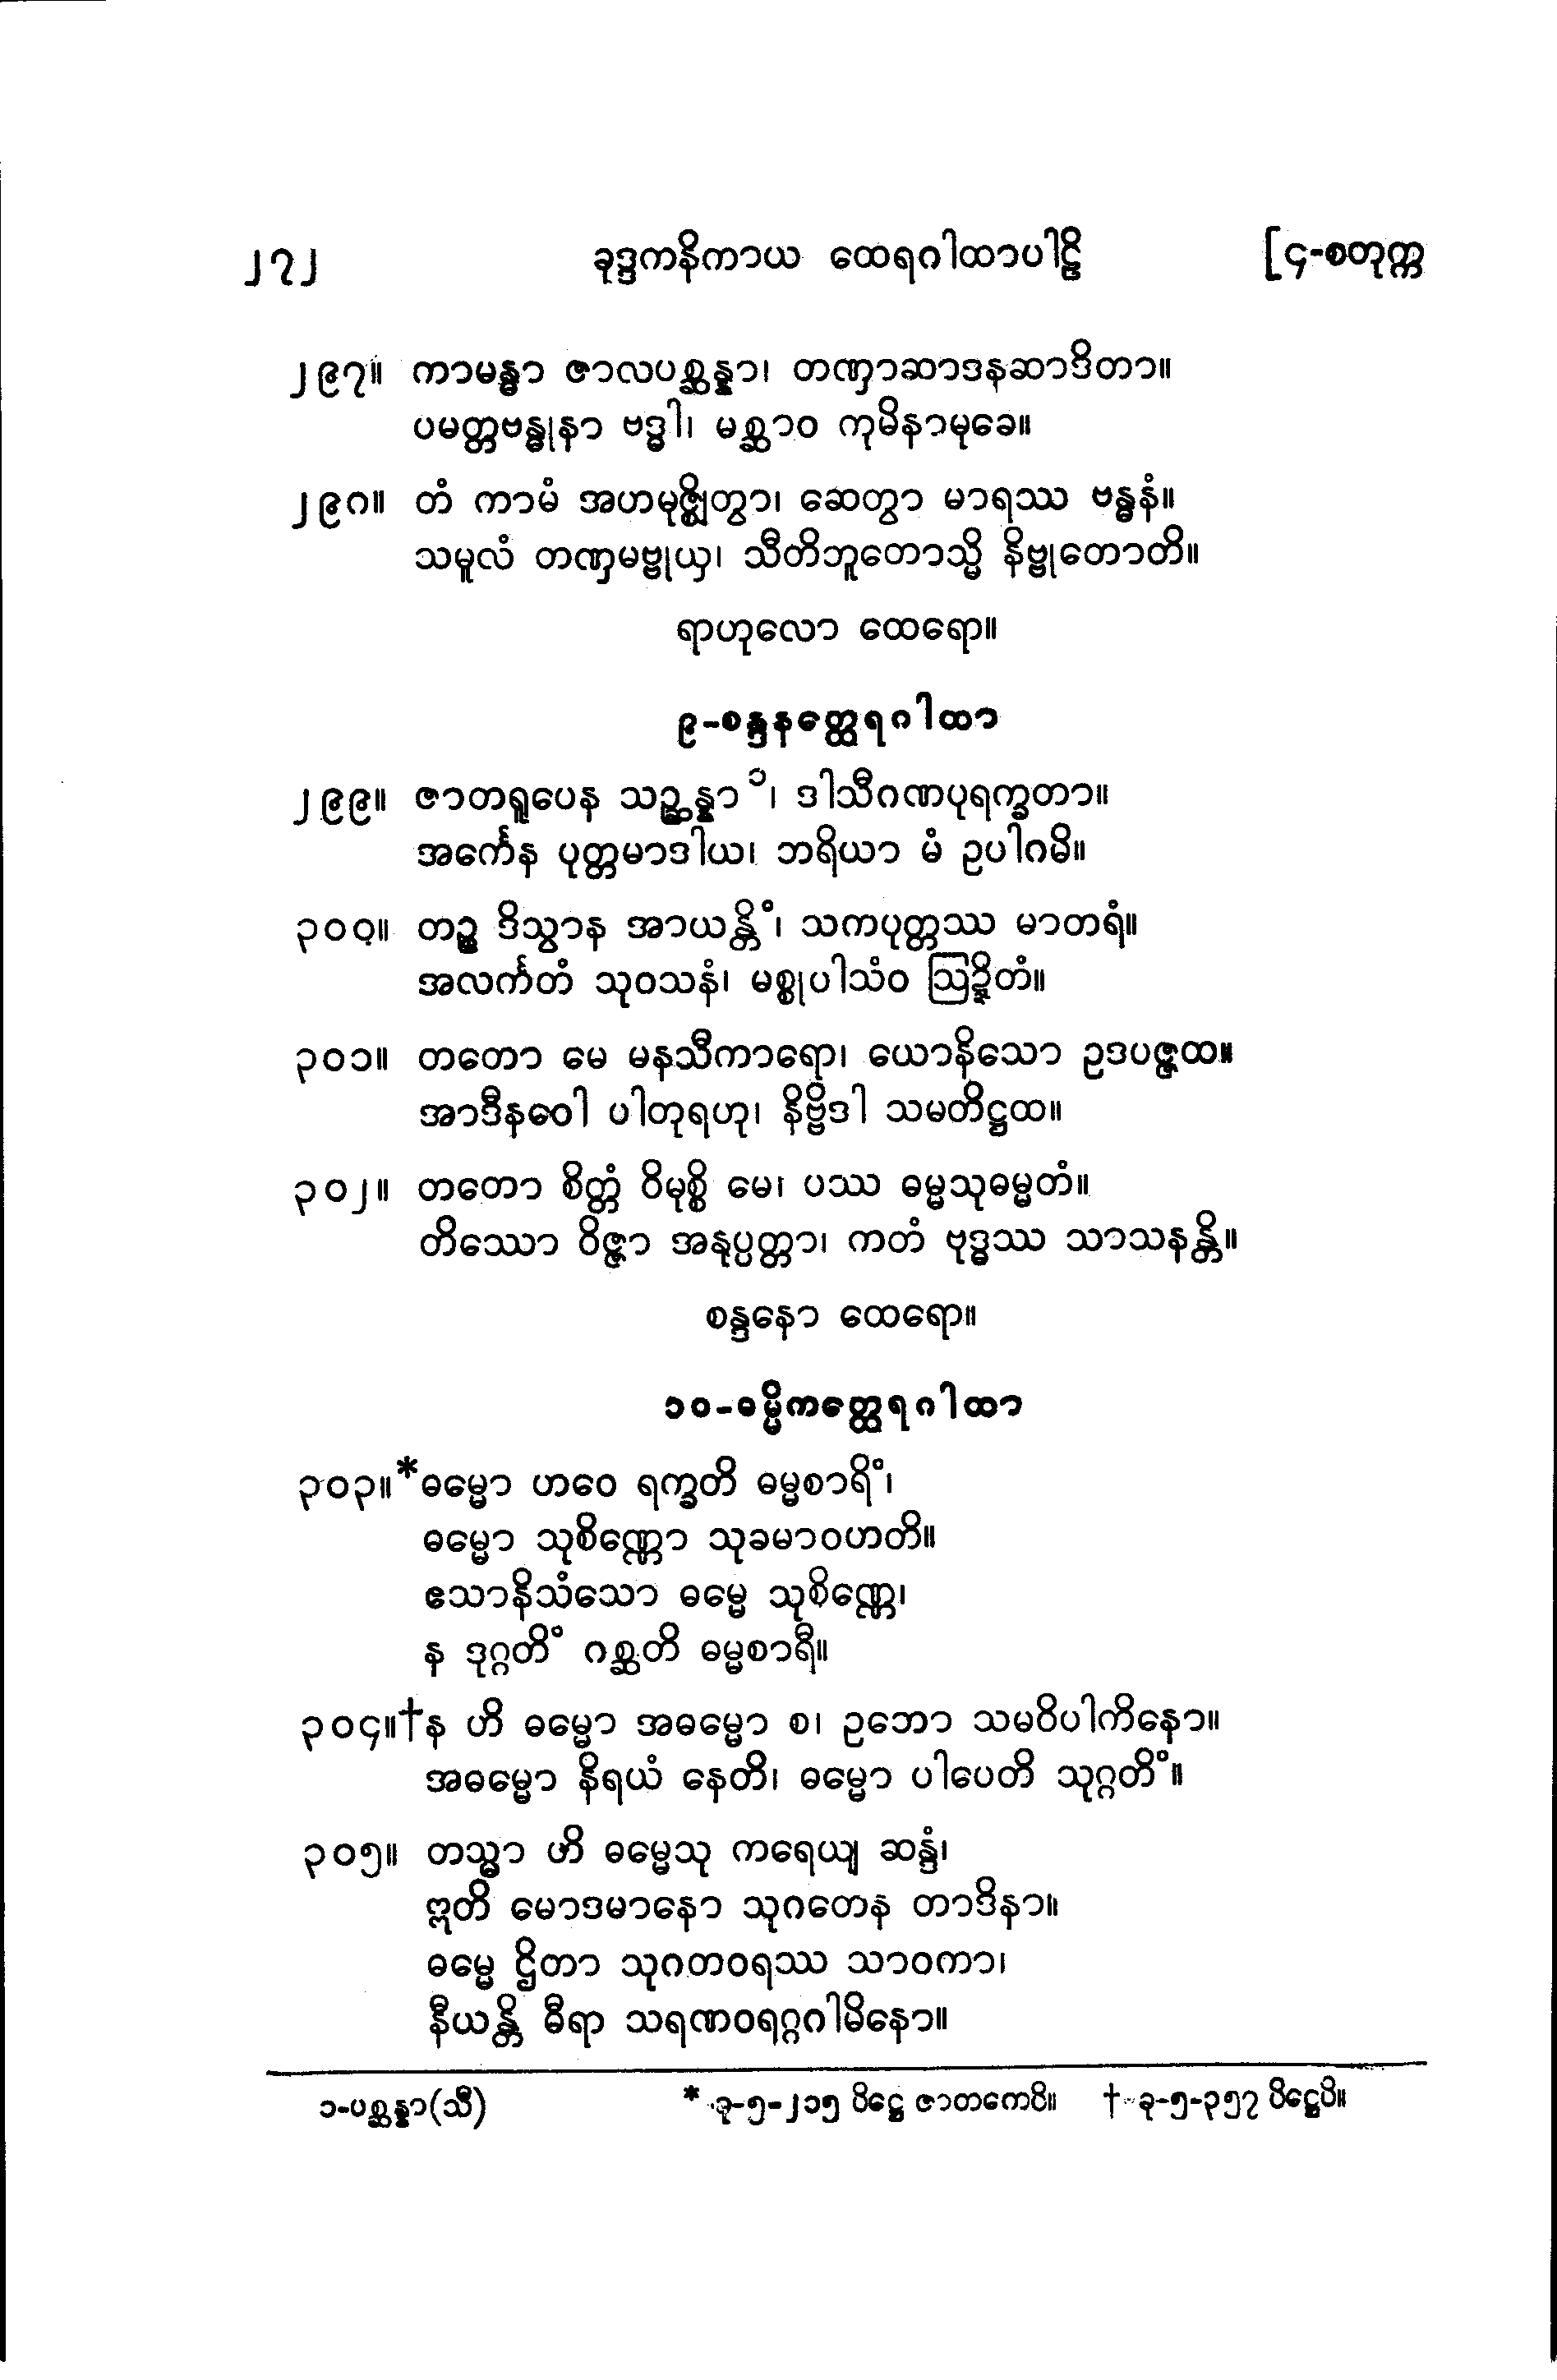 ၂၇၂ ခုဒ္ဒကနိကာယ ထေရဂါထာပါဠိ [၄-စတုက္က
၂၉၇။ ကာမန္ဓာ ဇာလပစ္ဆန္နာ၊ တဏှာဆာဒနဆာဒိတာ။
ပမတ္တဗန္ဓုနာ ဗဒ္ဓါ၊ မစ္ဆာဝ ကုမိနာမုခေ။
၂၉၈။ တံ ကာမံ အဟမုဇ္ဈိတွာ၊ ဆေတွာ မာရဿ ဗန္ဓနံ။
သမူလံ တဏှမဗ္ဗုယှ၊ သီတိဘူတောသ္မိ နိဗ္ဗုတောတိ။
ရာဟုလော ထေရော။
၉-စန္ဒနတ္ထေရဂါထာ
၂၉၉။ ဇာတရူပေန သဉ္ဆန္နာ ၁၊ ဒါသီဂဏပုရက္ခတာ။
အင်္ကေန ပုတ္တမာဒါယ၊ ဘရိယာ မံ ဥပါဂမိ။
၃၀၀။ တဉ္စ ဒိသွာန အာယန္တိံ၊ သကပုတ္တဿ မာတရံ။
အလင်္ကတံ သုဝသနံ၊ မစ္စုပါသံဝ ဩဍ္ဍိတံ။
၃၀၁။ တတော မေ မနသီကာရော၊ ယောနိသော ဥဒပဇ္ဇထ။
အာဒီနဝေါ ပါတုရဟု၊ နိဗ္ဗိဒါ သမတိဋ္ဌထ။
၃၀၂။ တတော စိတ္တံ ဝိမုစ္စိ မေ၊ ပဿ ဓမ္မသုဓမ္မတံ။
တိဿော ဝိဇ္ဇာ အနုပ္ပတ္တာ၊ ကတံ ဗုဒ္ဓဿ သာသနန္တိ။
စန္ဒနော ထေရော။
၁၀-ဓမ္မိကတ္ထေရဂါထာ
၃၀၃။*ဓမ္မော ဟဝေ ရက္ခတိ ဓမ္မစာရိံ၊
ဓမ္မော သုစိဏ္ဏော သုခမာဝဟတိ။
ဧသာနိသံသော ဓမ္မေ သုစိဏ္ဏေ၊
န ဒုဂ္ဂတိံ ဂစ္ဆတိ ဓမ္မစာရီ။
၃၀၄။†န ဟိ ဓမ္မော အဓမ္မော စ၊ ဥဘော သမဝိပါကိနော။
အဓမ္မော နိရယံ နေတိ၊ ဓမ္မော ပါပေတိ သုဂ္ဂတိံ။
၃၀၅။ တသ္မာ ဟိ ဓမ္မေသု ကရေယျ ဆန္ဒံ၊
ဣတိ မောဒမာနော သုဂတေန တာဒိနာ။
ဓမ္မေ ဌိတာ သုဂတဝရဿ သာဝကာ၊
နီယန္တိ ဓီရာ သရဏဝရဂ္ဂဂါမိနော။
၁-ပစ္ဆန္နာ(သီ) * ခု-၅-၂၁၅ ပိဋ္ဌေ ဇာတကေပိ။ † ခု-၅-၃၅၇ ပိဋ္ဌေပိ။